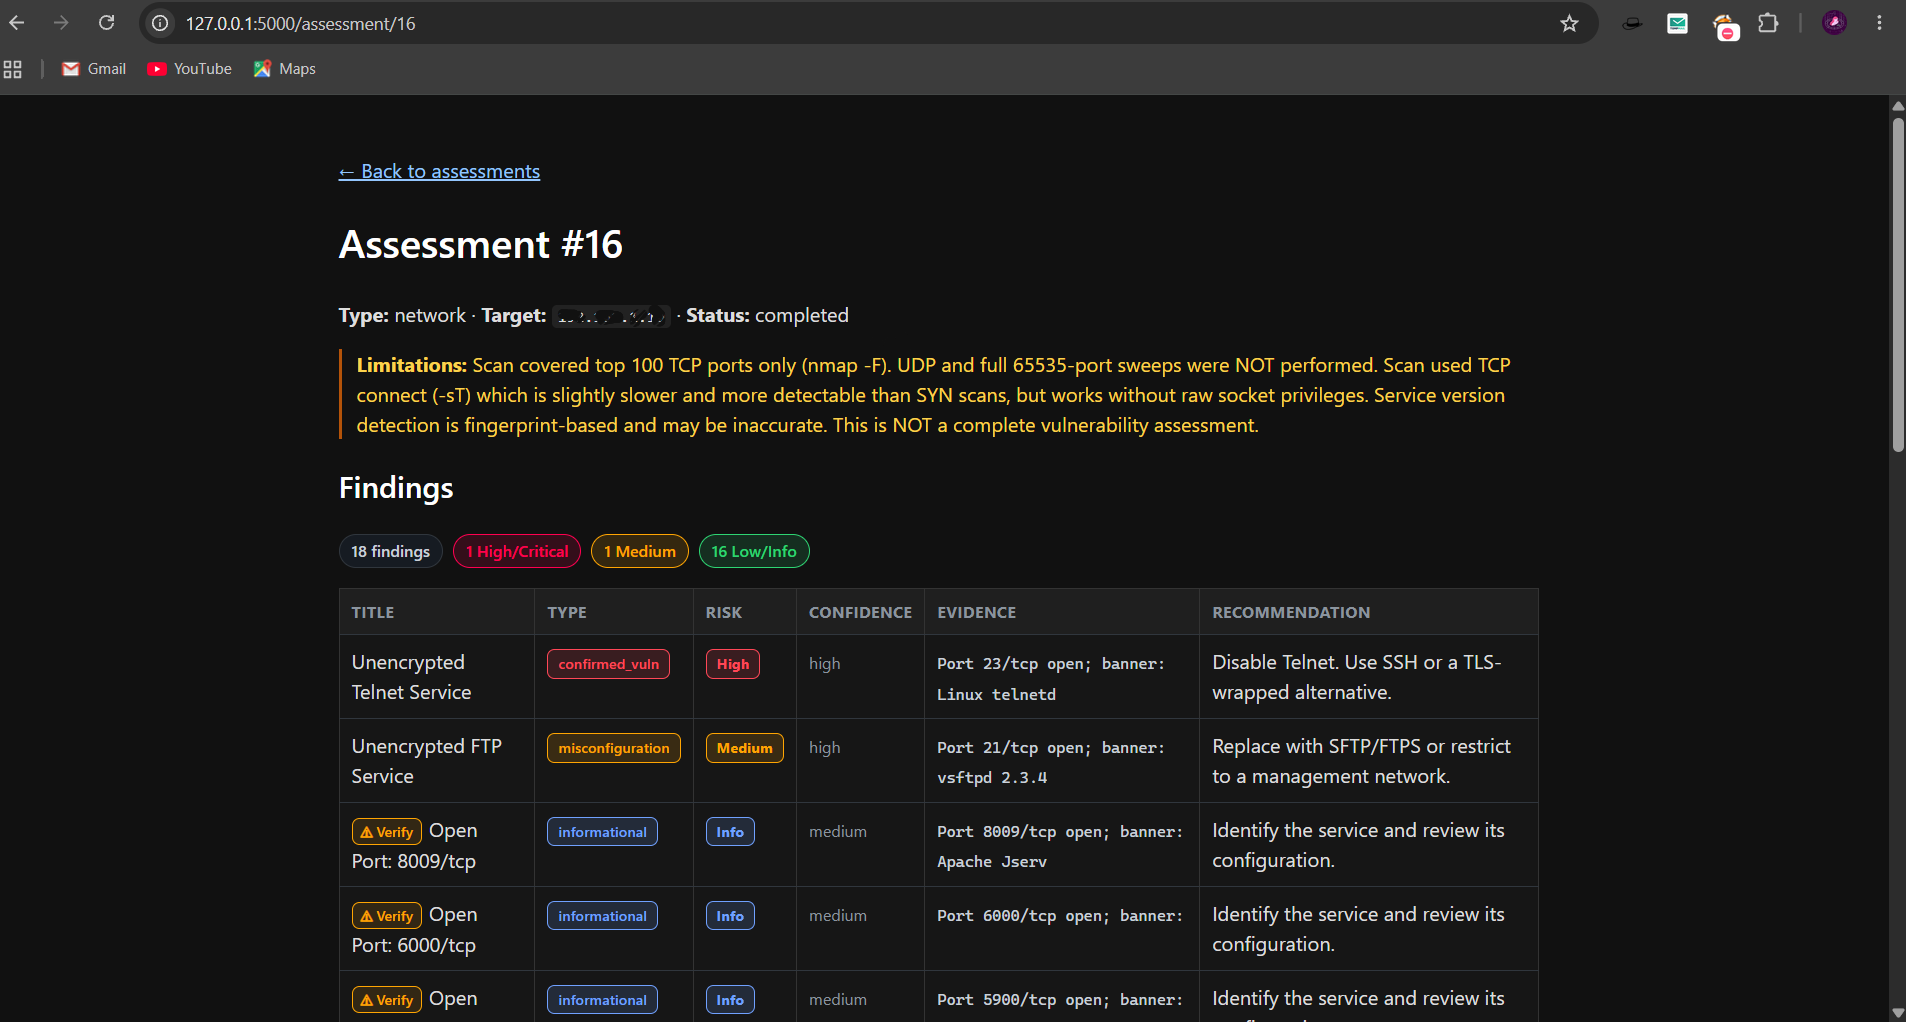 127.0.0.1:5000/assessment/16
Gmail YouTube Maps
← Back to assessments
Assessment #16
Type: network · Target: · Status: completed
Limitations: Scan covered top 100 TCP ports only (nmap -F). UDP and full 65535-port sweeps were NOT performed. Scan used TCP
connect (-sT) which is slightly slower and more detectable than SYN scans, but works without raw socket privileges. Service version
detection is fingerprint-based and may be inaccurate. This is NOT a complete vulnerability assessment.
Findings
18 findings 1 High/Critical 1 Medium 16 Low/Info
TITLE TYPE RISK CONFIDENCE EVIDENCE RECOMMENDATION
Unencrypted confirmed_vuln High high Port 23/tcp open; banner: Disable Telnet. Use SSH or a TLS-
Telnet Service Linux telnetd wrapped alternative.
Unencrypted FTP misconfiguration Medium high Port 21/tcp open; banner: Replace with SFTP/FTPS or restrict
Service vsftpd 2.3.4 to a management network.
⚠ Verify Open informational Info medium Port 8009/tcp open; banner: Identify the service and review its
Port: 8009/tcp Apache Jserv configuration.
⚠ Verify Open informational Info medium Port 6000/tcp open; banner: Identify the service and review its
Port: 6000/tcp configuration.
⚠ Verify Open informational Info medium Port 5900/tcp open; banner: Identify the service and review its